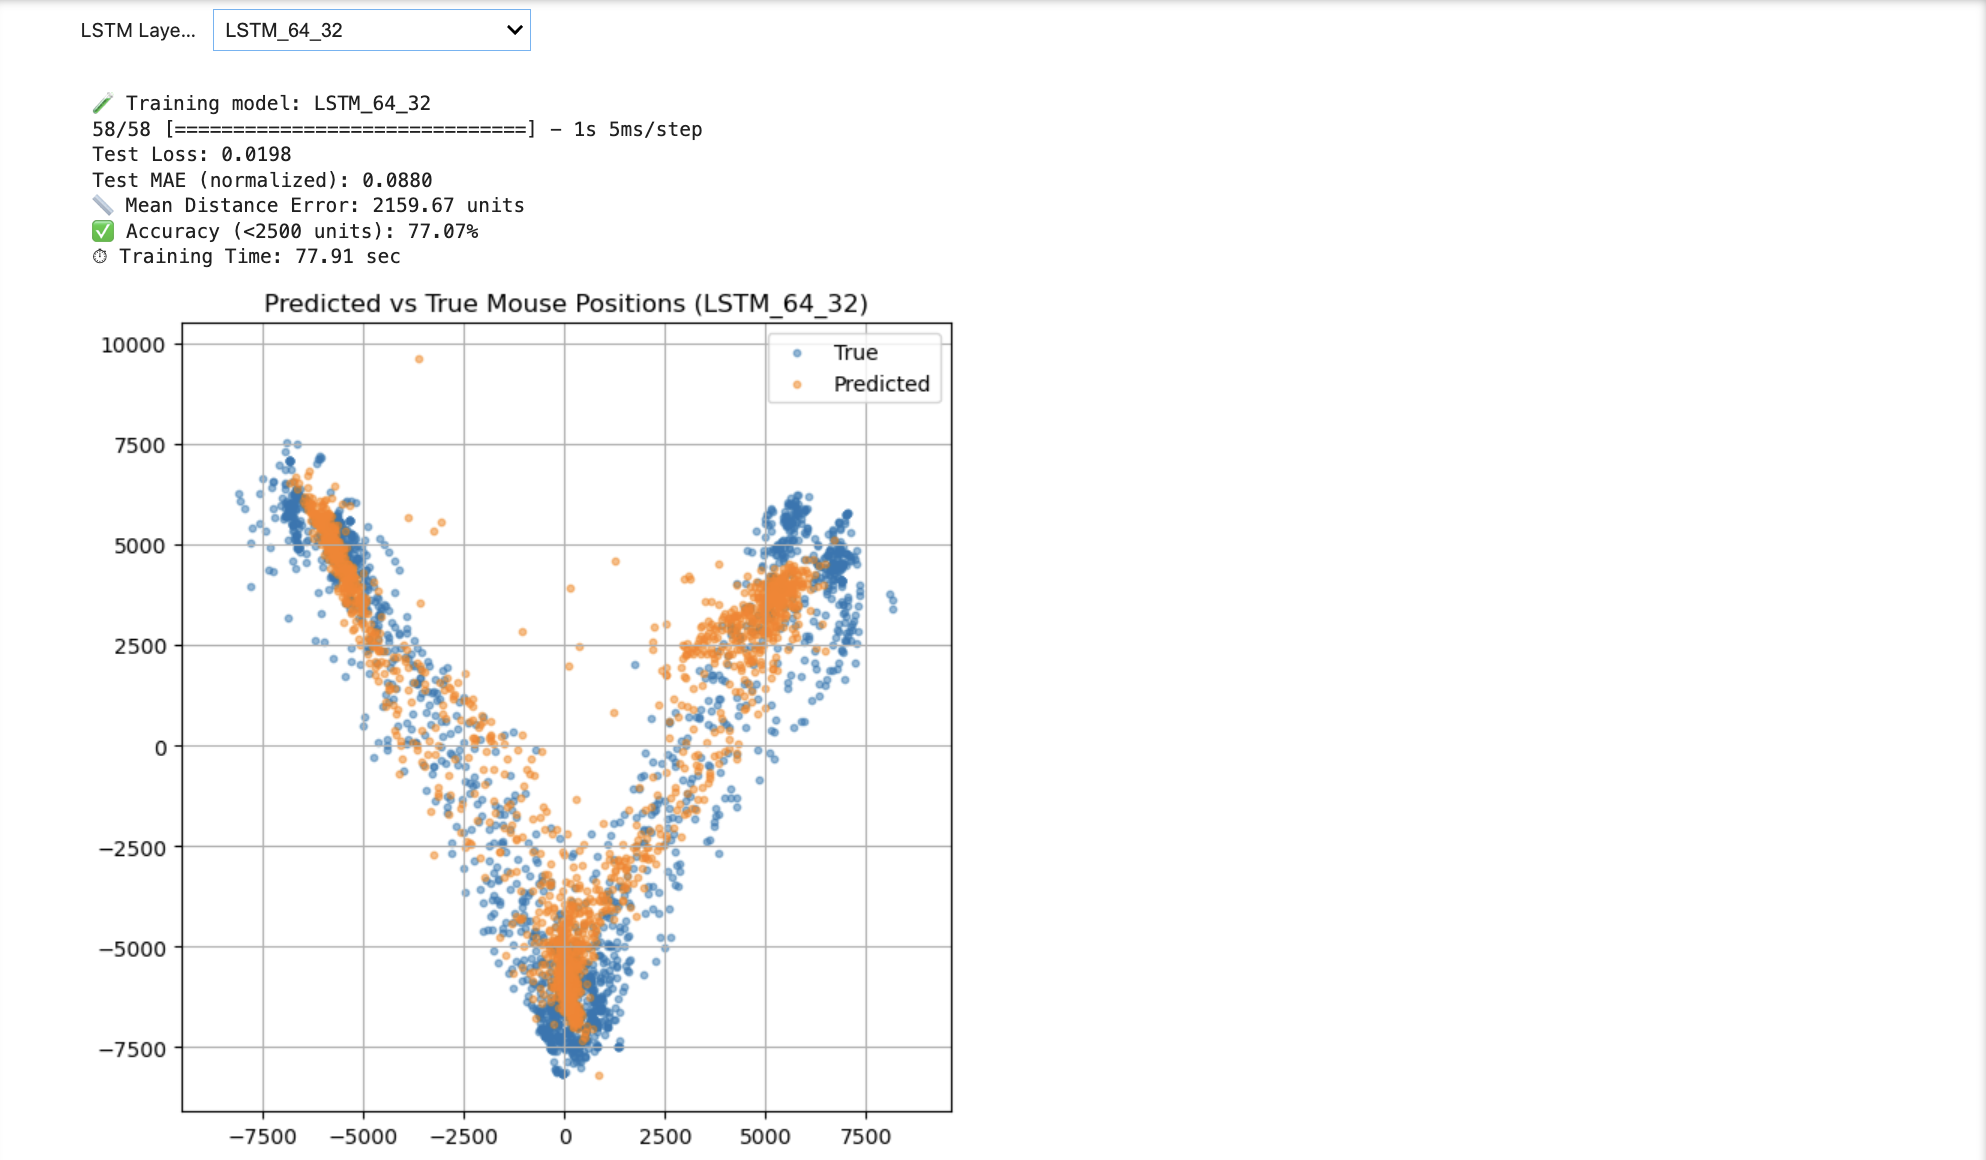 LSTM Laye... LSTM_64_32
🧪 Training model: LSTM_64_32
58/58 [==============================] - 1s 5ms/step
Test Loss: 0.0198
Test MAE (normalized): 0.0880
📏 Mean Distance Error: 2159.67 units
✅ Accuracy (<2500 units): 77.07%
⏱ Training Time: 77.91 sec
Predicted vs True Mouse Positions (LSTM_64_32)
True
Predicted
10000
7500
5000
2500
0
−2500
−5000
−7500
−7500 −5000 −2500 0 2500 5000 7500